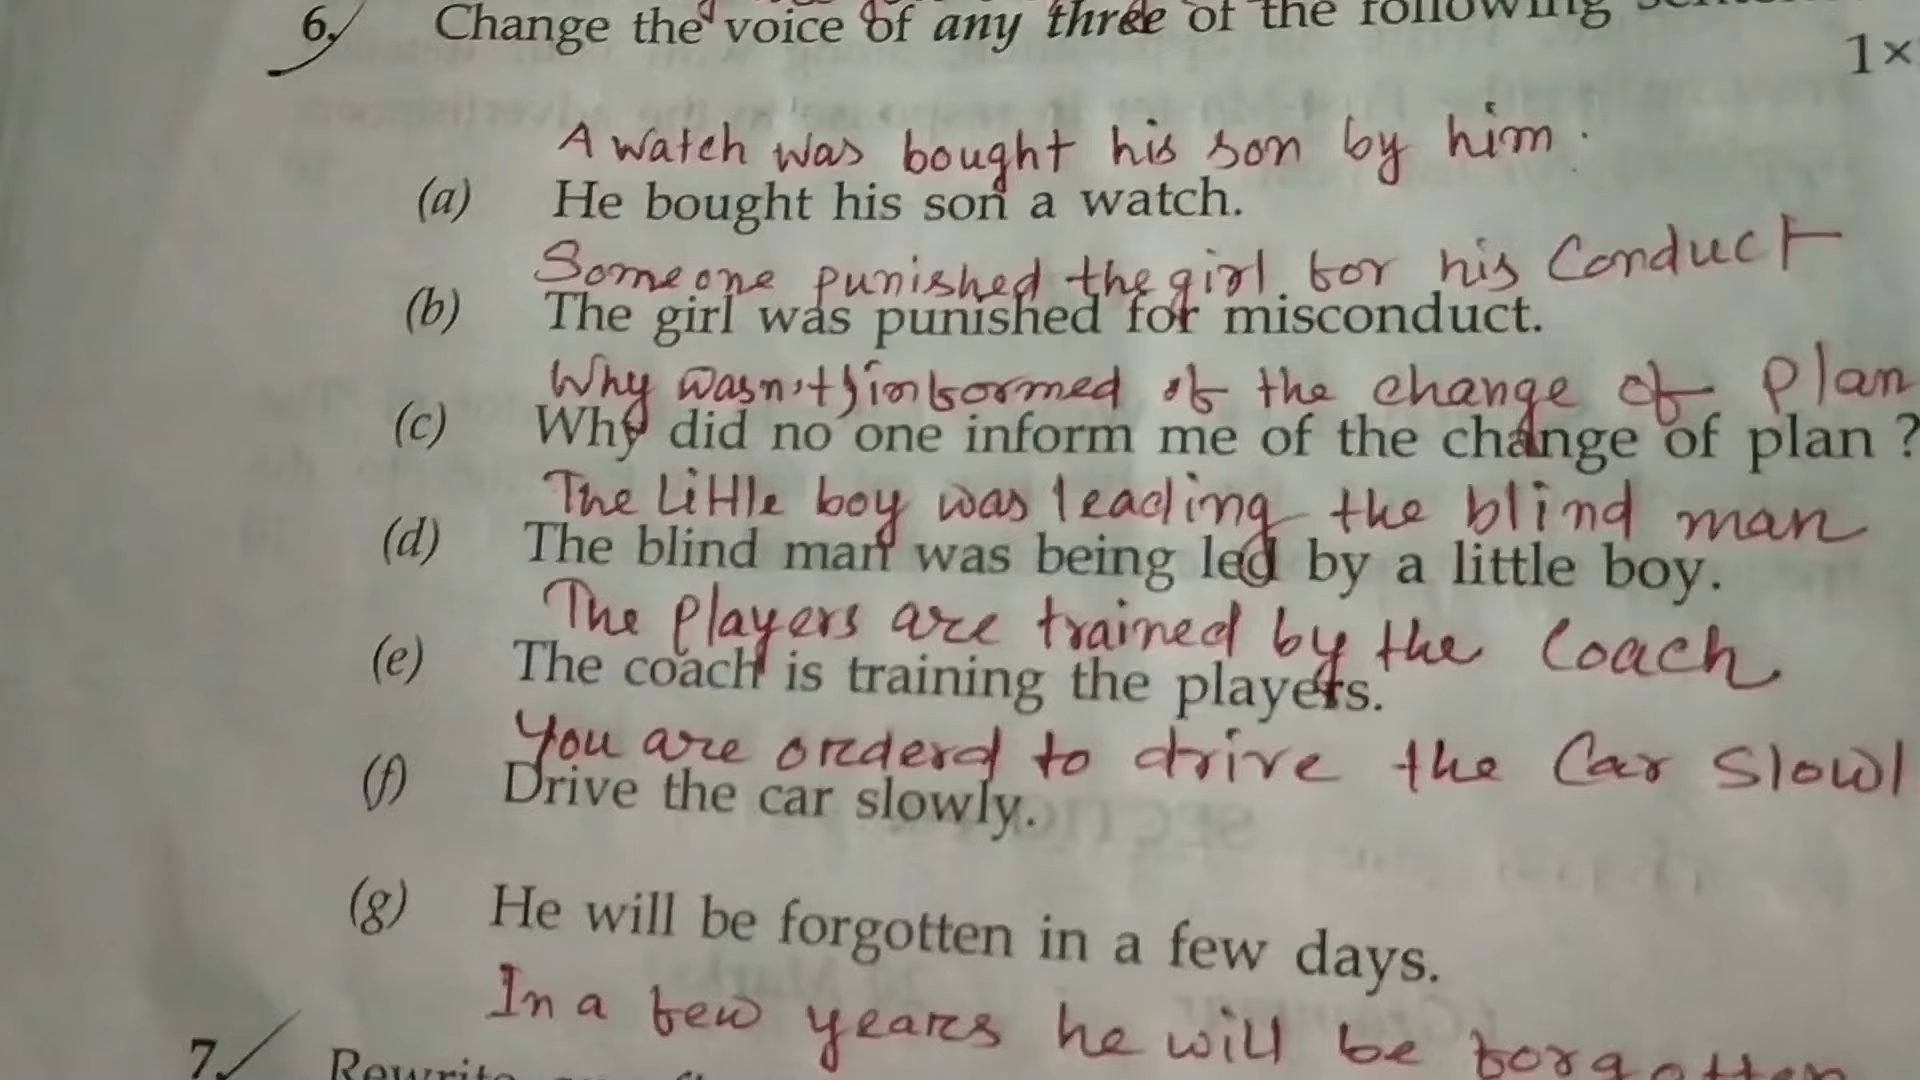 6. Change the voice of any three of the following
1×
A watch was bought his son by him.
(a) He bought his son a watch.
Someone punished the girl for his Conduct
(b) The girl was punished for misconduct.
Why wasn't I informed of the change of plan
(c) Why did no one inform me of the change of plan ?
The Little boy was leading the blind man
(d) The blind man was being led by a little boy.
The players are trained by the Coach
(e) The coach is training the players.
You are orderd to drive the Car Slowl
(f) Drive the car slowly.
(g) He will be forgotten in a few days.
In a few years he will be forgotten
7. Rewrite